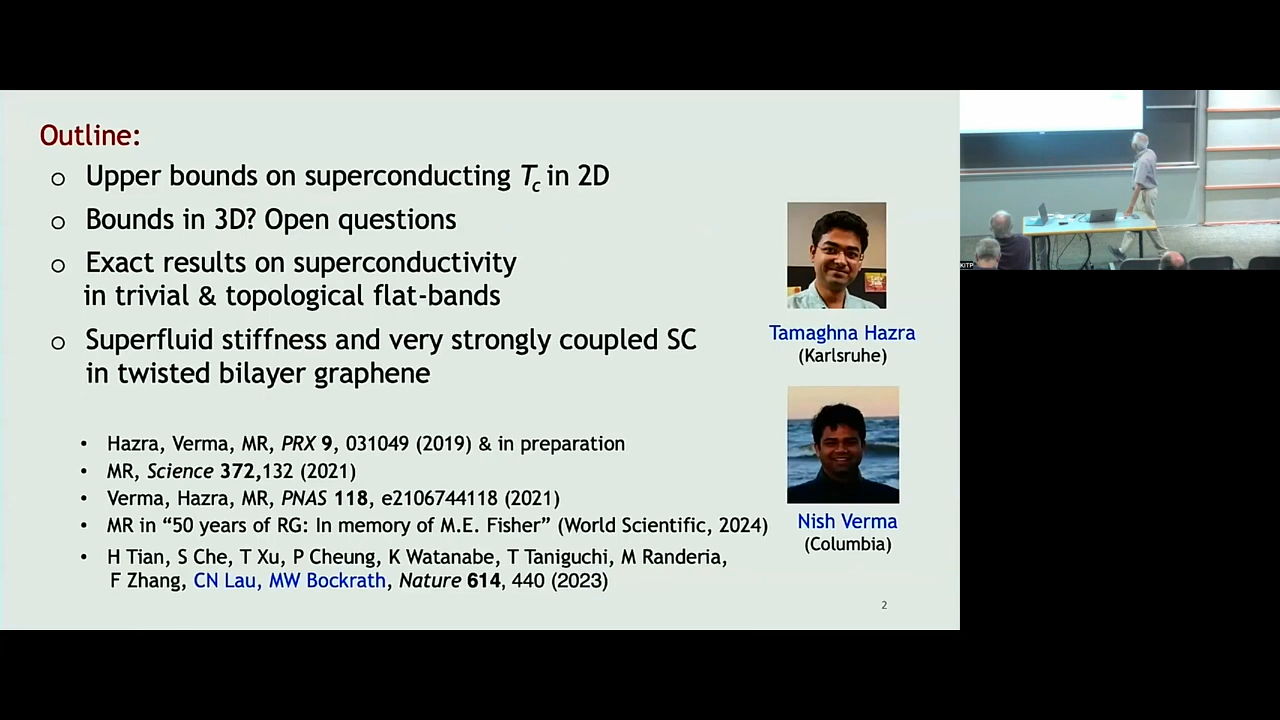 Outline:
o Upper bounds on superconducting Tc in 2D
o Bounds in 3D? Open questions
o Exact results on superconductivity
in trivial & topological flat-bands
o Superfluid stiffness and very strongly coupled SC
in twisted bilayer graphene
• Hazra, Verma, MR, PRX 9, 031049 (2019) & in preparation
• MR, Science 372,132 (2021)
• Verma, Hazra, MR, PNAS 118, e2106744118 (2021)
• MR in “50 years of RG: In memory of M.E. Fisher” (World Scientific, 2024)
• H Tian, S Che, T Xu, P Cheung, K Watanabe, T Taniguchi, M Randeria,
F Zhang, CN Lau, MW Bockrath, Nature 614, 440 (2023)
Tamaghna Hazra
(Karlsruhe)
Nish Verma
(Columbia)
2
KITP